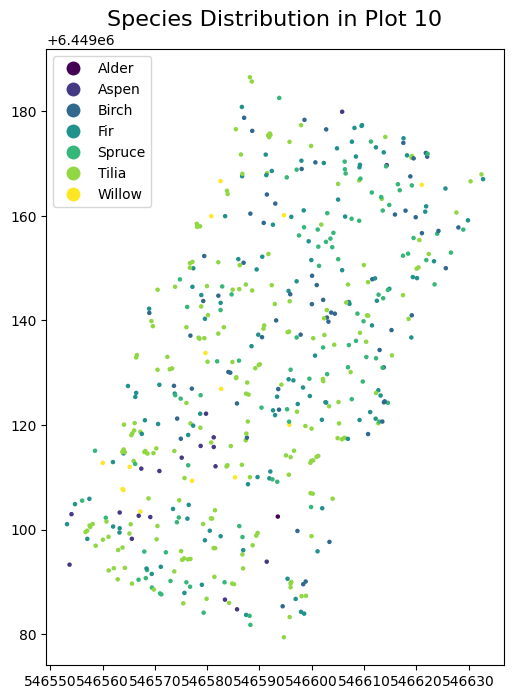 Species Distribution in Plot 10
+6.449e6
Alder
Aspen
Birch
Fir
Spruce
Tilia
Willow
180
160
140
120
100
80
546550 546560 546570 546580 546590 546600 546610 546620 546630